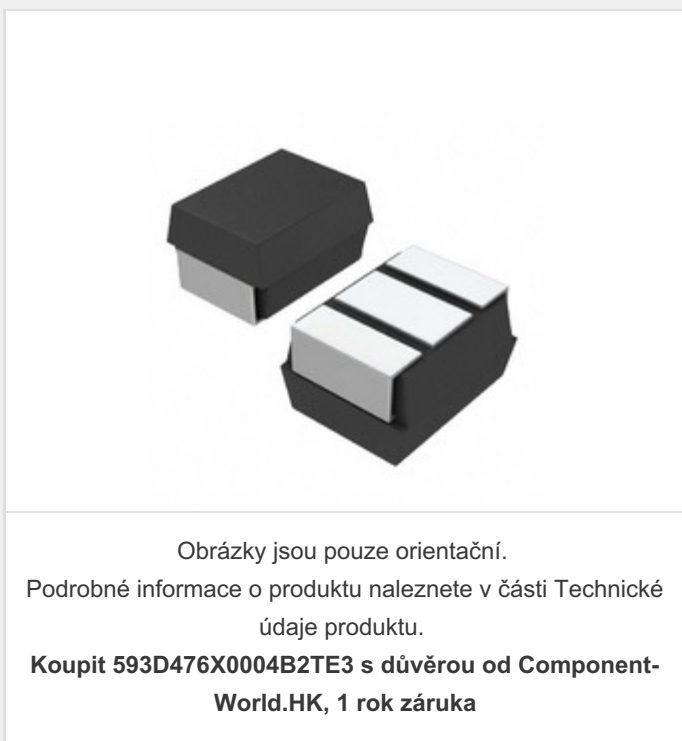 Obrázky jsou pouze orientační.
Podrobné informace o produktu naleznete v části Technické
údaje produktu.
Koupit 593D476X0004B2TE3 s důvěrou od Component-
World.HK, 1 rok záruka